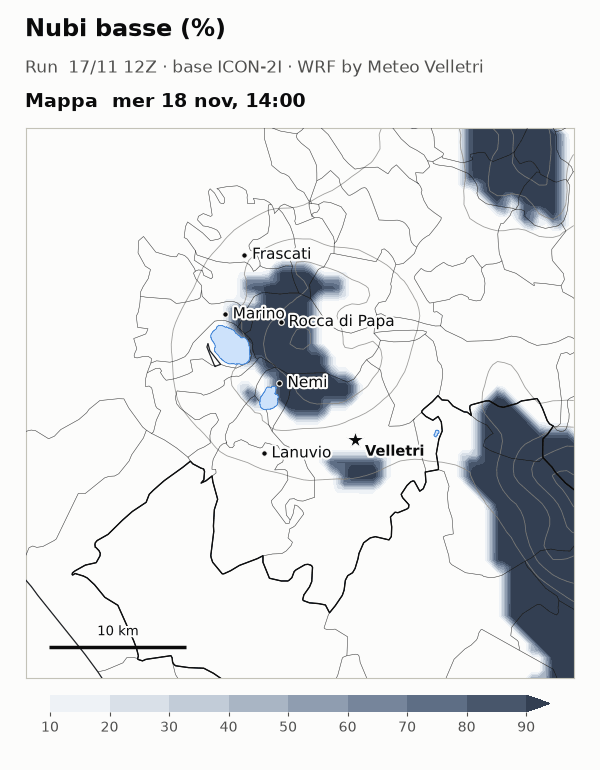 Nubi basse (%)
Run  17/11 12Z · base ICON-2I · WRF by Meteo Velletri
Mappa  mer 18 nov, 14:00
Frascati
Marino
Rocca di Papa
Nemi
Velletri
Lanuvio
10 km
10 20 30 40 50 60 70 80 90